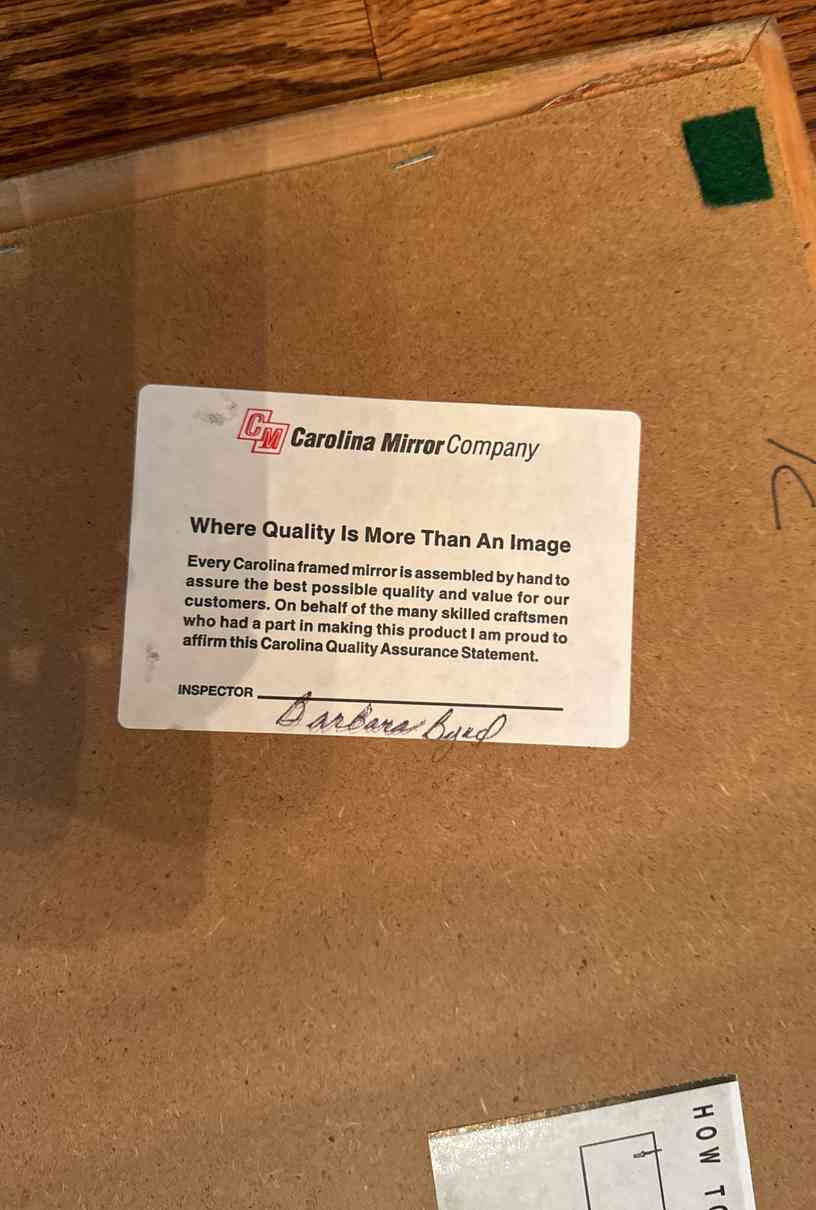 CM Carolina Mirror Company
Where Quality Is More Than An Image
Every Carolina framed mirror is assembled by hand to
assure the best possible quality and value for our
customers. On behalf of the many skilled craftsmen
who had a part in making this product I am proud to
affirm this Carolina Quality Assurance Statement.
INSPECTOR
Barbara Byrd
HOW